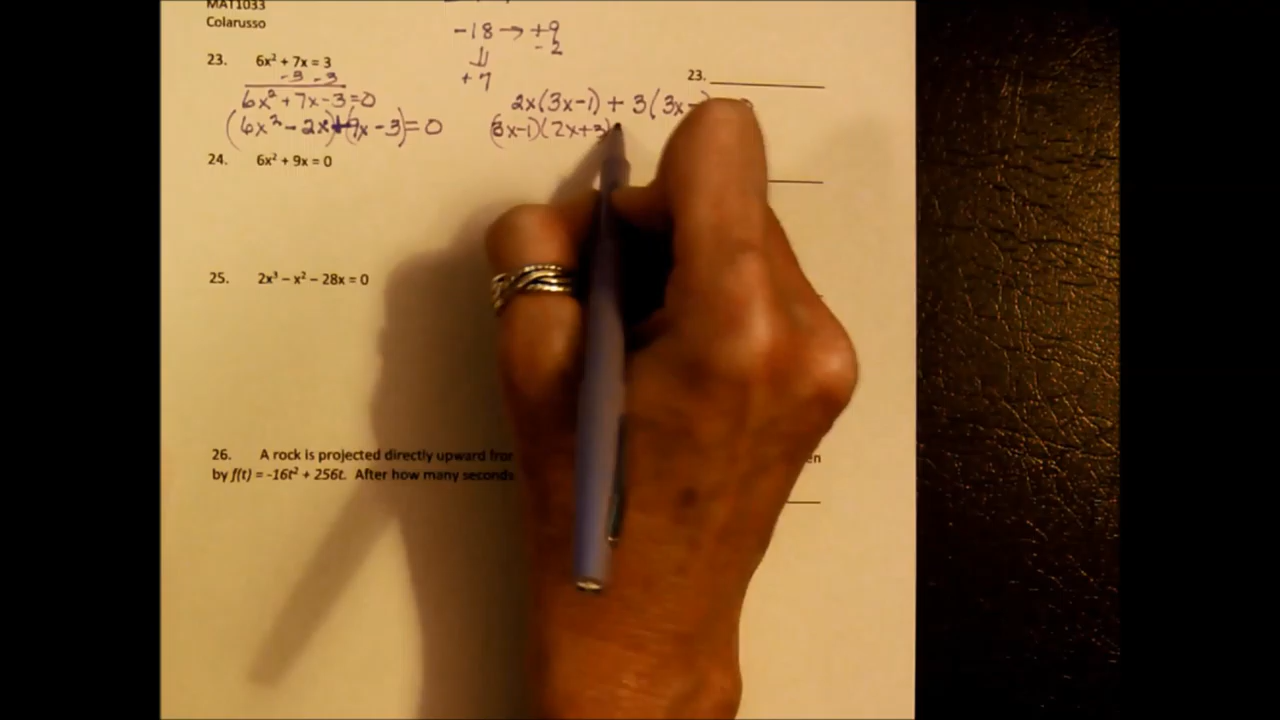 MAT1033
Colarusso
-18 → +9
-2
⇓
+7
23. 6x² + 7x = 3
-3 -3
23.
6x² + 7x - 3 = 0
2x(3x-1) + 3(3x
(6x² - 2x)+(9x - 3) = 0
(3x-1)(2x+3)
24. 6x² + 9x = 0
25. 2x³ – x² – 28x = 0
26. A rock is projected directly upward
by f(t) = -16t² + 256t. After how many seconds